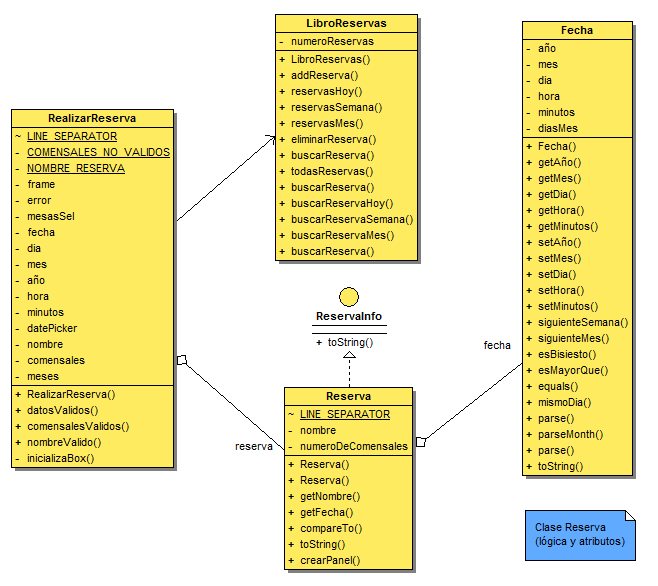 RealizarReserva
~ LINE_SEPARATOR
- COMENSALES_NO_VALIDOS
- NOMBRE_RESERVA
- frame
- error
- mesasSel
- fecha
- dia
- mes
- año
- hora
- minutos
- datePicker
- nombre
- comensales
- meses
+ RealizarReserva()
+ datosValidos()
+ comensalesValidos()
+ nombreValido()
- inicializaBox()
LibroReservas
- numeroReservas
+ LibroReservas()
+ addReserva()
+ reservasHoy()
+ reservasSemana()
+ reservasMes()
+ eliminarReserva()
+ buscarReserva()
+ todasReservas()
+ buscarReserva()
+ buscarReservaHoy()
+ buscarReservaSemana()
+ buscarReservaMes()
+ buscarReserva()
ReservaInfo
+ toString()
reserva
Reserva
~ LINE_SEPARATOR
- nombre
- numeroDeComensales
+ Reserva()
+ Reserva()
+ getNombre()
+ getFecha()
+ compareTo()
+ toString()
+ crearPanel()
fecha
Fecha
- año
- mes
- dia
- hora
- minutos
- diasMes
+ Fecha()
+ getAño()
+ getMes()
+ getDia()
+ getHora()
+ getMinutos()
+ setAño()
+ setMes()
+ setDia()
+ setHora()
+ setMinutos()
+ siguienteSemana()
+ siguienteMes()
+ esBisiesto()
+ esMayorQue()
+ equals()
+ mismoDia()
+ parse()
+ parseMonth()
+ parse()
+ toString()
Clase Reserva
(lógica y atributos)